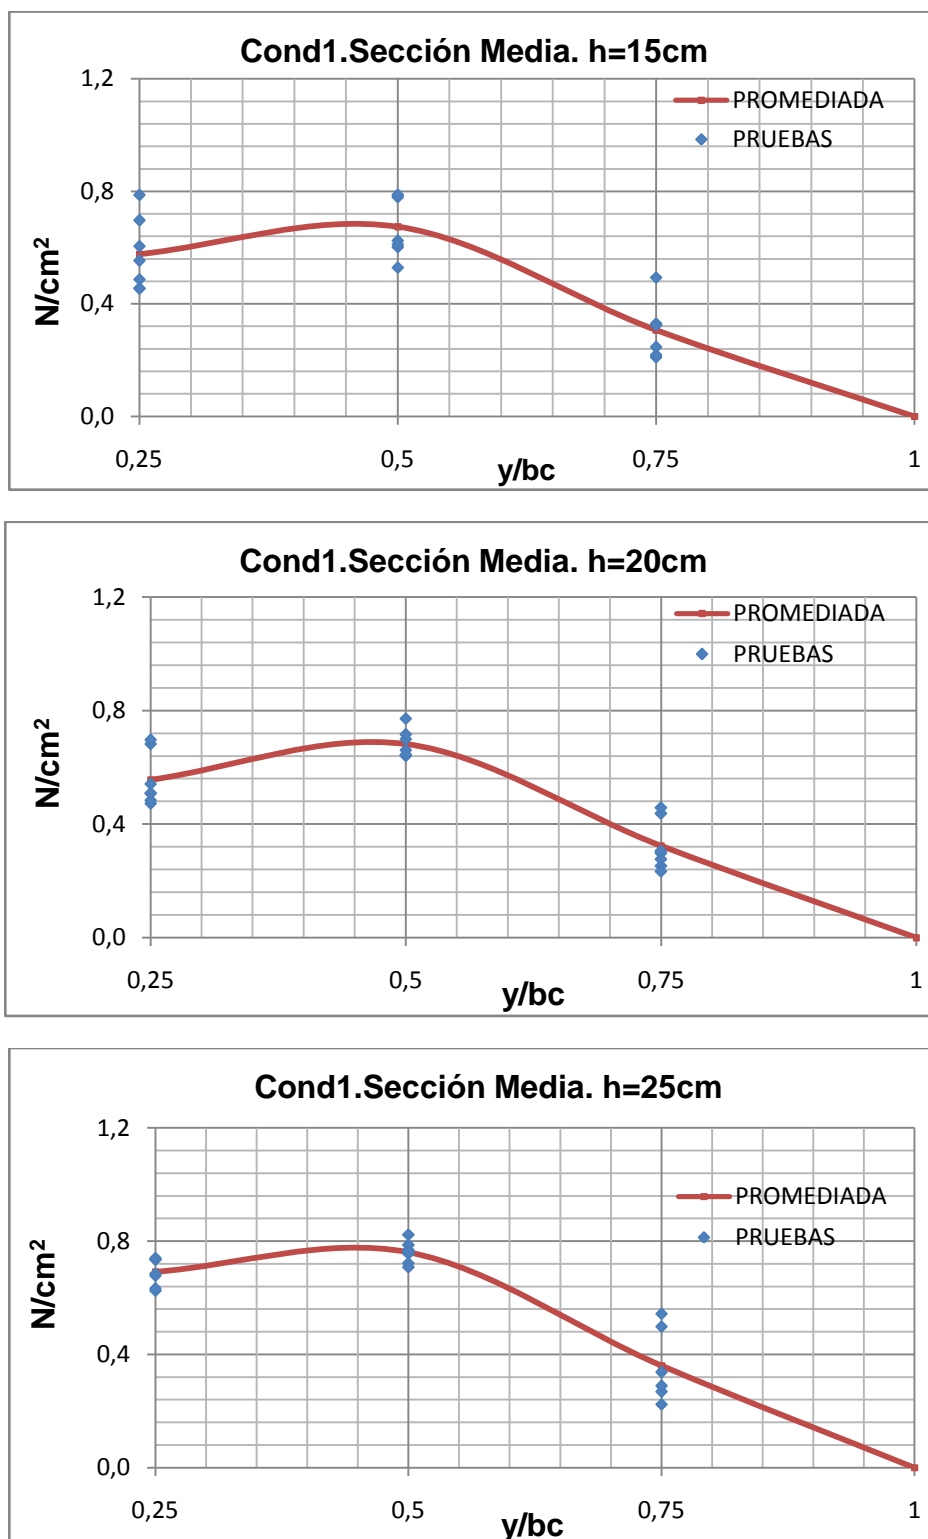 Cond1.Sección Media. h=15cm
1,2
PROMEDIADA
PRUEBAS
0,8
N/cm²
0,4
0,0
0,25 0,5 0,75 1
y/bc
Cond1.Sección Media. h=20cm
1,2
PROMEDIADA
PRUEBAS
0,8
N/cm²
0,4
0,0
0,25 0,5 0,75 1
y/bc
Cond1.Sección Media. h=25cm
1,2
PROMEDIADA
PRUEBAS
0,8
N/cm²
0,4
0,0
0,25 0,5 0,75 1
y/bc